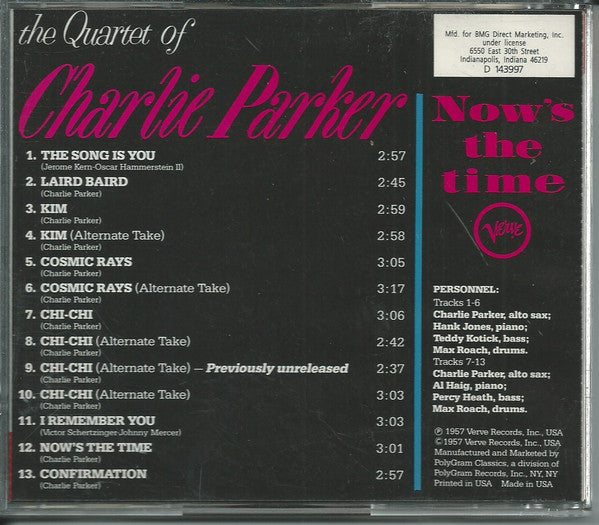 the Quartet of
Charlie Parker
Mfd. for BMG Direct Marketing, Inc.
under license
6550 East 30th Street
Indianapolis, Indiana 46219
D 143997
1. THE SONG IS YOU 2:57
(Jerome Kern-Oscar Hammerstein II)
2. LAIRD BAIRD 2:45
(Charlie Parker)
3. KIM 2:59
(Charlie Parker)
4. KIM (Alternate Take) 2:58
(Charlie Parker)
5. COSMIC RAYS 3:05
(Charlie Parker)
6. COSMIC RAYS (Alternate Take) 3:17
(Charlie Parker)
7. CHI-CHI 3:06
(Charlie Parker)
8. CHI-CHI (Alternate Take) 2:42
(Charlie Parker)
9. CHI-CHI (Alternate Take) – Previously unreleased 2:37
(Charlie Parker)
10. CHI-CHI (Alternate Take) 3:03
(Charlie Parker)
11. I REMEMBER YOU 3:03
(Victor Schertzinger-Johnny Mercer)
12. NOW'S THE TIME 3:01
(Charlie Parker)
13. CONFIRMATION 2:57
(Charlie Parker)
Now's
the
time
VERVE
PERSONNEL:
Tracks 1-6
Charlie Parker, alto sax;
Hank Jones, piano;
Teddy Kotick, bass;
Max Roach, drums.
Tracks 7-13
Charlie Parker, alto sax;
Al Haig, piano;
Percy Heath, bass;
Max Roach, drums.
℗ 1957 Verve Records, Inc., USA
©1957 Verve Records, Inc., USA
Manufactured and Marketed by
PolyGram Classics, a division of
PolyGram Records, Inc., NY, NY
Printed in USA Made in USA